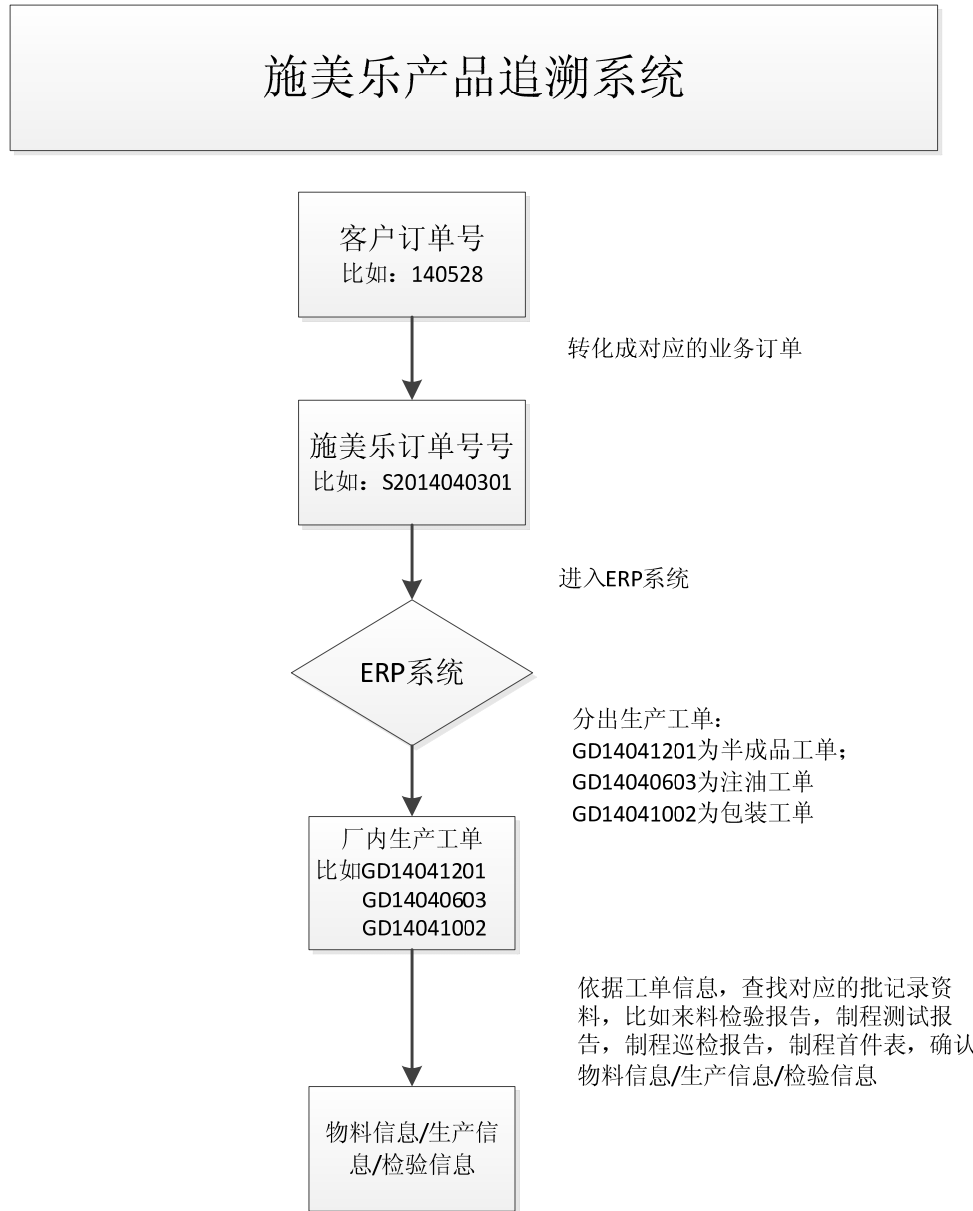 施美乐产品追溯系统
客户订单号
比如：140528
转化成对应的业务订单
施美乐订单号号
比如：S2014040301
进入ERP系统
ERP系统
分出生产工单：
GD14041201为半成品工单；
GD14040603为注油工单
GD14041002为包装工单
厂内生产工单
比如GD14041201
GD14040603
GD14041002
依据工单信息，查找对应的批记录资
料，比如来料检验报告，制程测试报
告，制程巡检报告，制程首件表，确认
物料信息/生产信息/检验信息
物料信息/生产信
息/检验信息